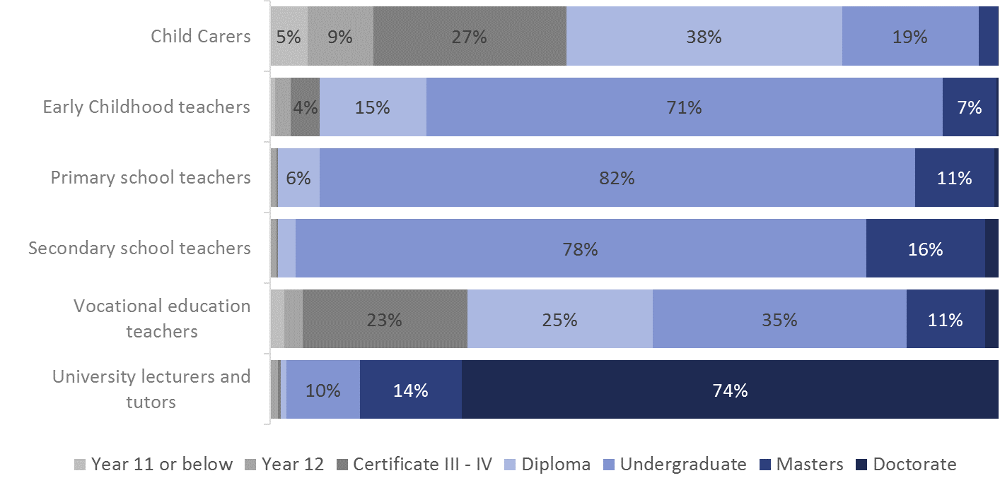 Child Carers
5% 9% 27% 38% 19%
Early Childhood teachers
4% 15% 71% 7%
Primary school teachers
6% 82% 11%
Secondary school teachers
78% 16%
Vocational education
teachers
23% 25% 35% 11%
University lecturers and
tutors
10% 14% 74%
Year 11 or below Year 12 Certificate III - IV Diploma Undergraduate Masters Doctorate